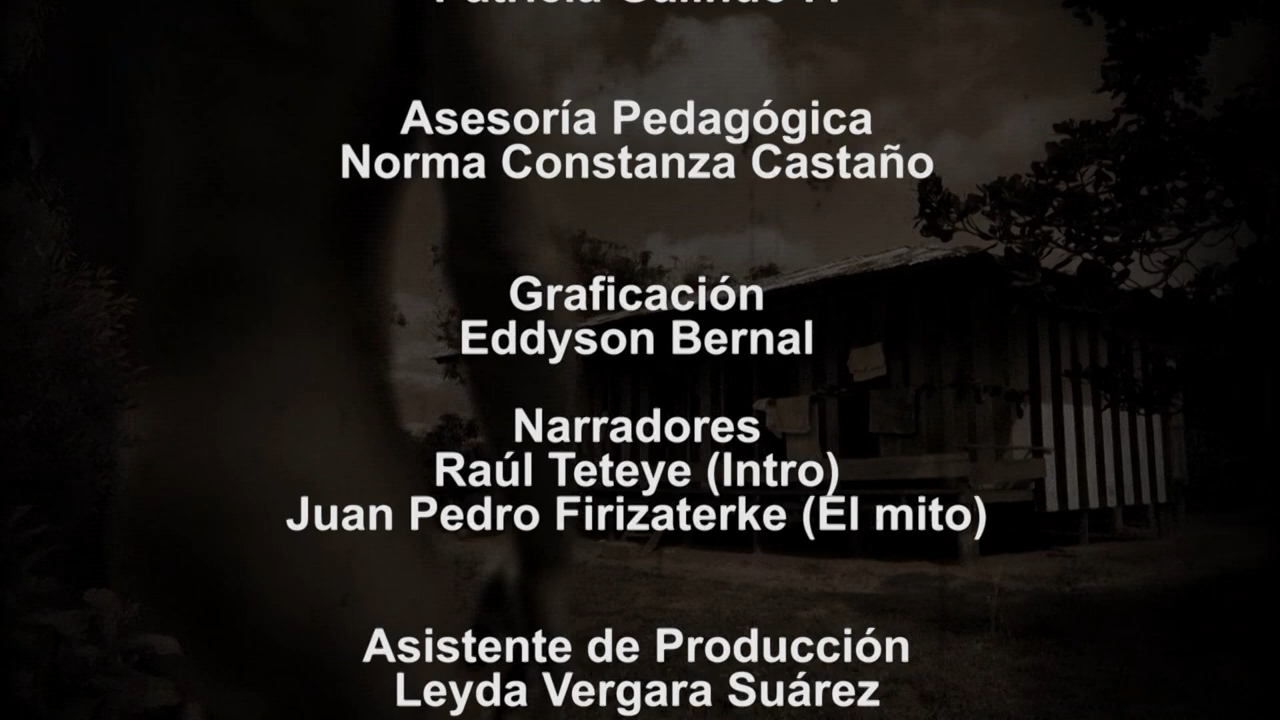 Asesoría Pedagógica
Norma Constanza Castaño
Graficación
Eddyson Bernal
Narradores
Raúl Teteye (Intro)
Juan Pedro Firizaterke (El mito)
Asistente de Producción
Leyda Vergara Suárez